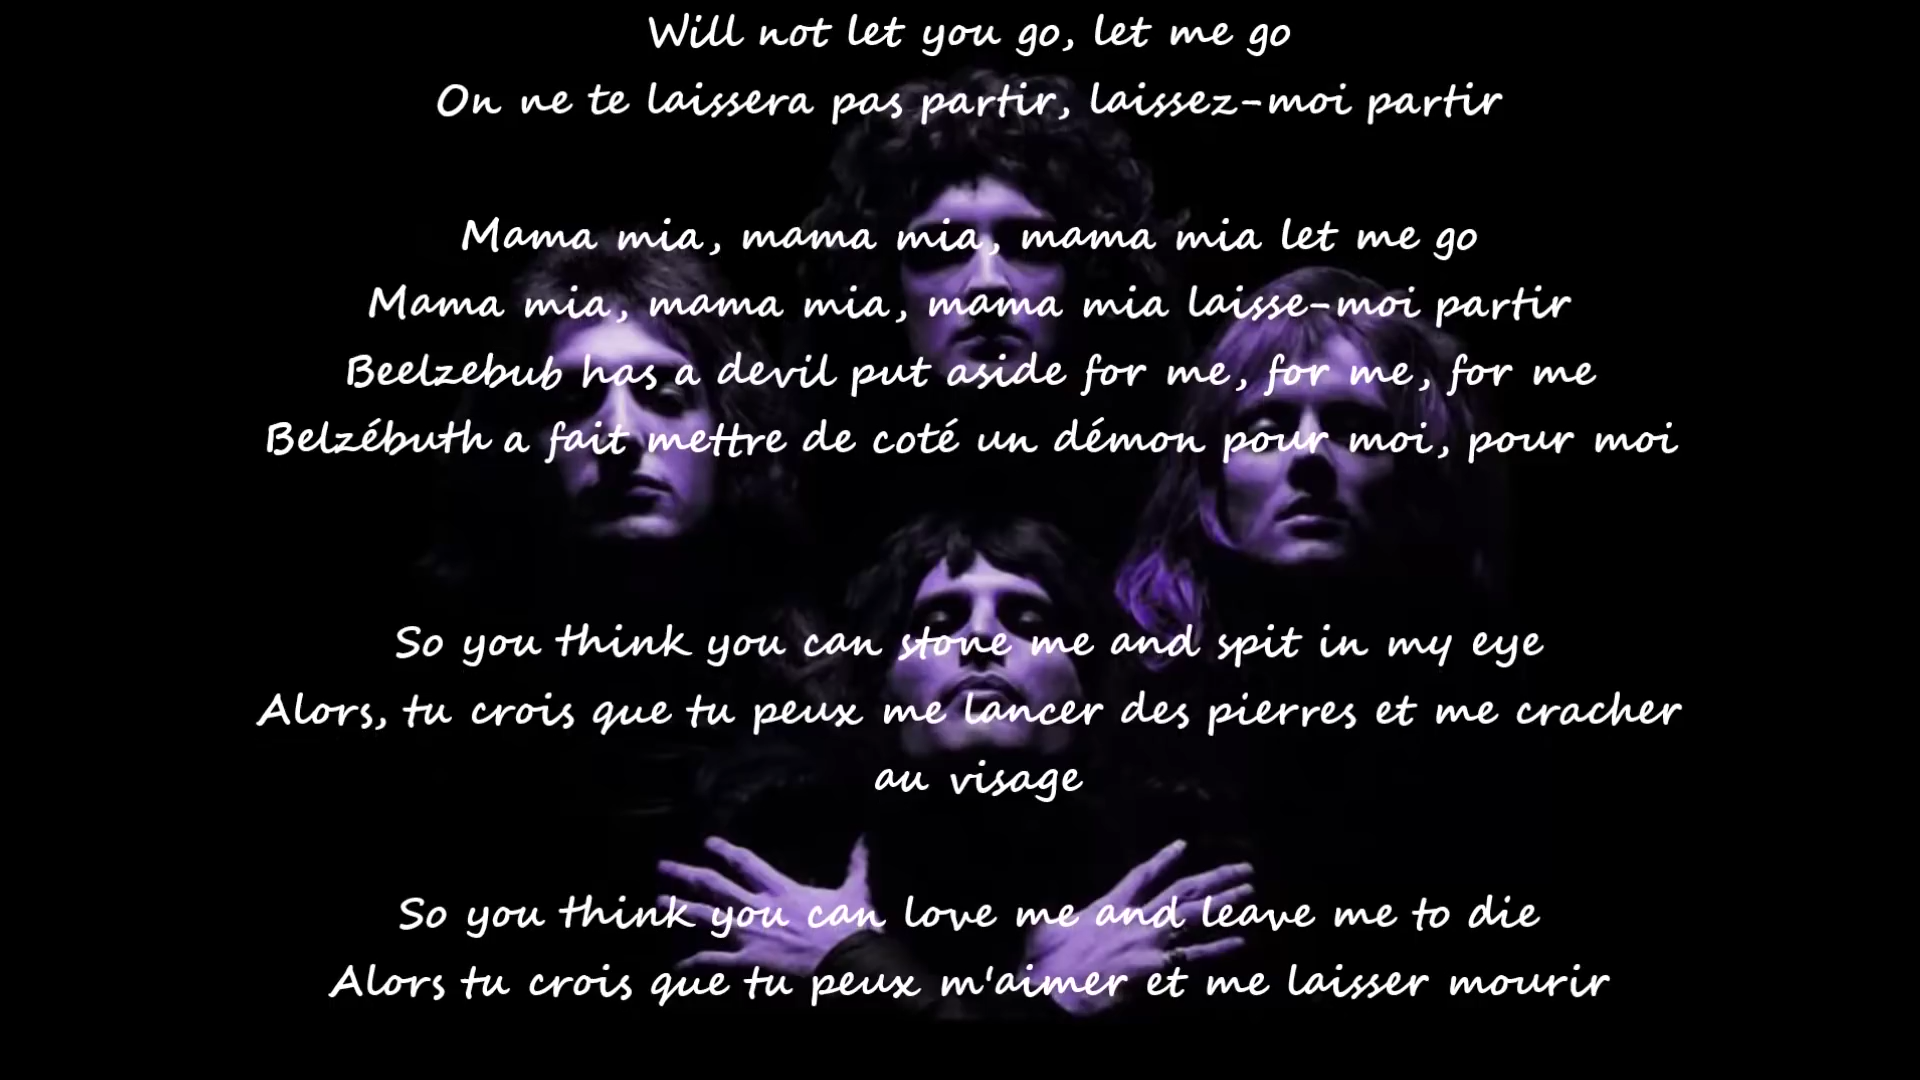 Will not let you go, let me go
On ne te laissera pas partir, laissez-moi partir
Mama mia, mama mia, mama mia let me go
Mama mia, mama mia, mama mia laisse-moi partir
Beelzebub has a devil put aside for me, for me, for me
Belzébuth a fait mettre de coté un démon pour moi, pour moi
So you think you can stone me and spit in my eye
Alors, tu crois que tu peux me lancer des pierres et me cracher
au visage
So you think you can love me and leave me to die
Alors tu crois que tu peux m'aimer et me laisser mourir